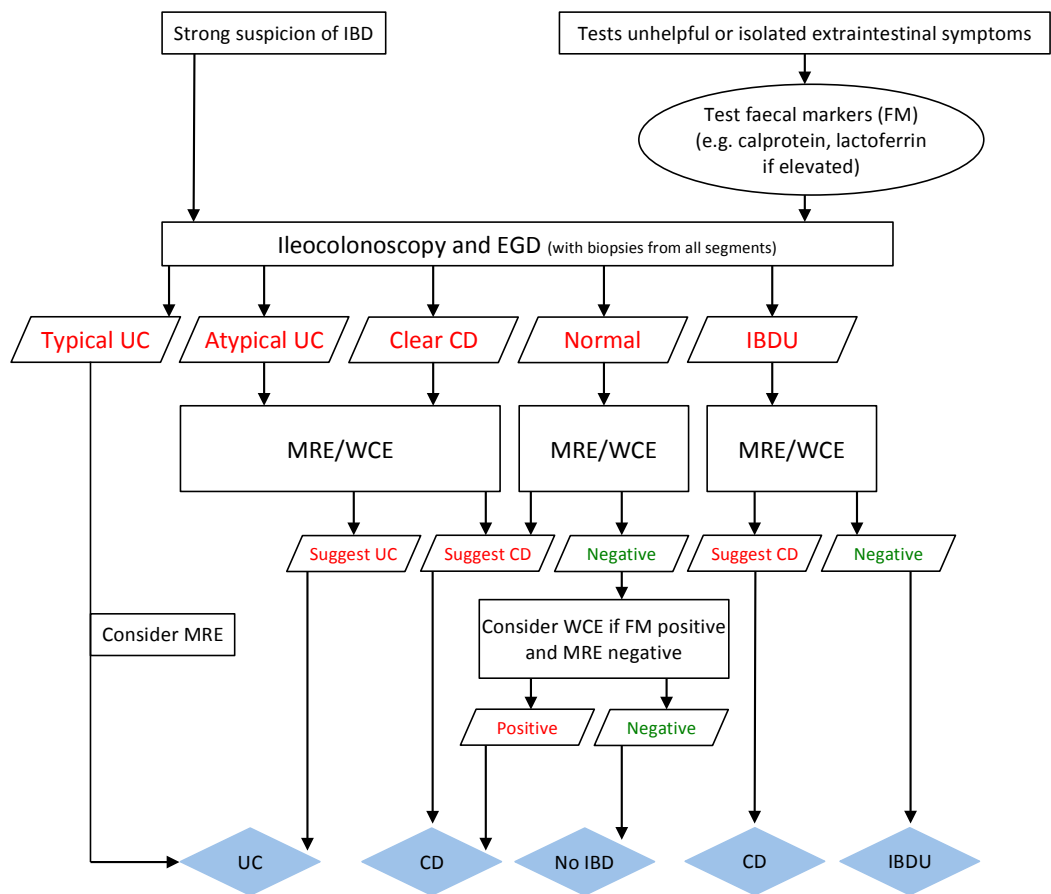 Strong suspicion of IBD
Tests unhelpful or isolated extraintestinal symptoms
Test faecal markers (FM)
(e.g. calprotein, lactoferrin
if elevated)
Ileocolonoscopy and EGD (with biopsies from all segments)
Typical UC
Atypical UC
Clear CD
Normal
IBDU
MRE/WCE
MRE/WCE
MRE/WCE
Suggest UC
Suggest CD
Negative
Suggest CD
Negative
Consider MRE
Consider WCE if FM positive
and MRE negative
Positive
Negative
UC
CD
No IBD
CD
IBDU